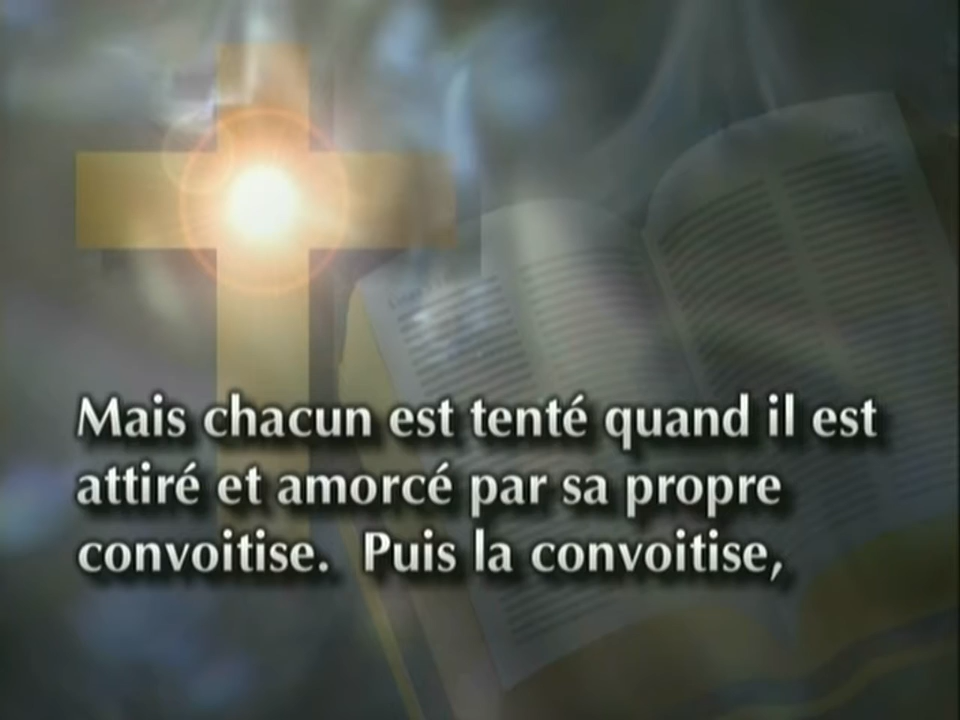 Mais chacun est tenté quand il est
attiré et amorcé par sa propre
convoitise.  Puis la convoitise,